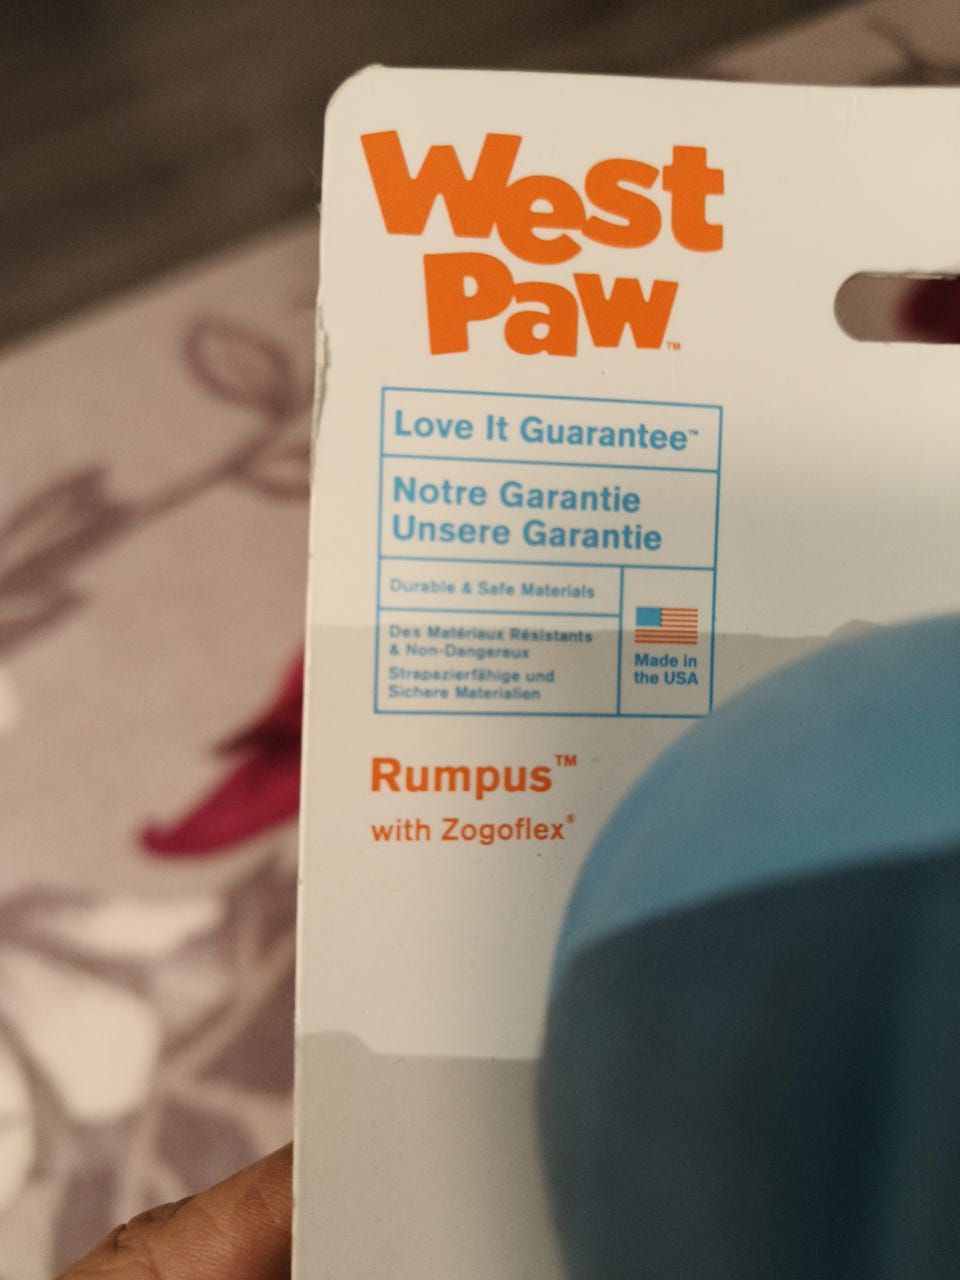 West
Paw™
Love It Guarantee™
Notre Garantie
Unsere Garantie
Durable & Safe Materials
Des Matériaux Résistants
& Non-Dangereux
Strapazierfähige und
Sichere Materialien
Made in
the USA
Rumpus™
with Zogoflex®